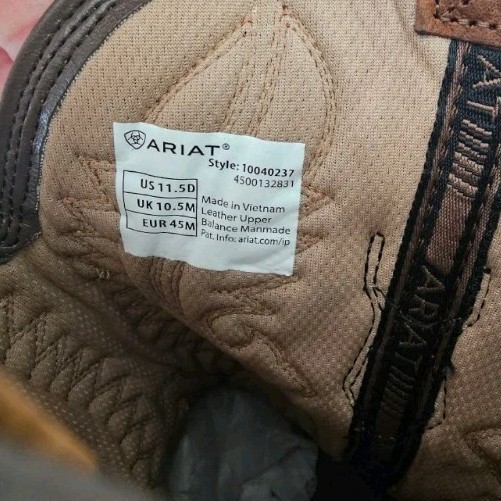 ARIAT®
Style: 10040237
4500132831
US 11.5D
UK 10.5M
EUR 45M
Made in Vietnam
Leather Upper
Balance Manmade
Pat. Info: ariat.com/ip
ARIAT
ARIAT